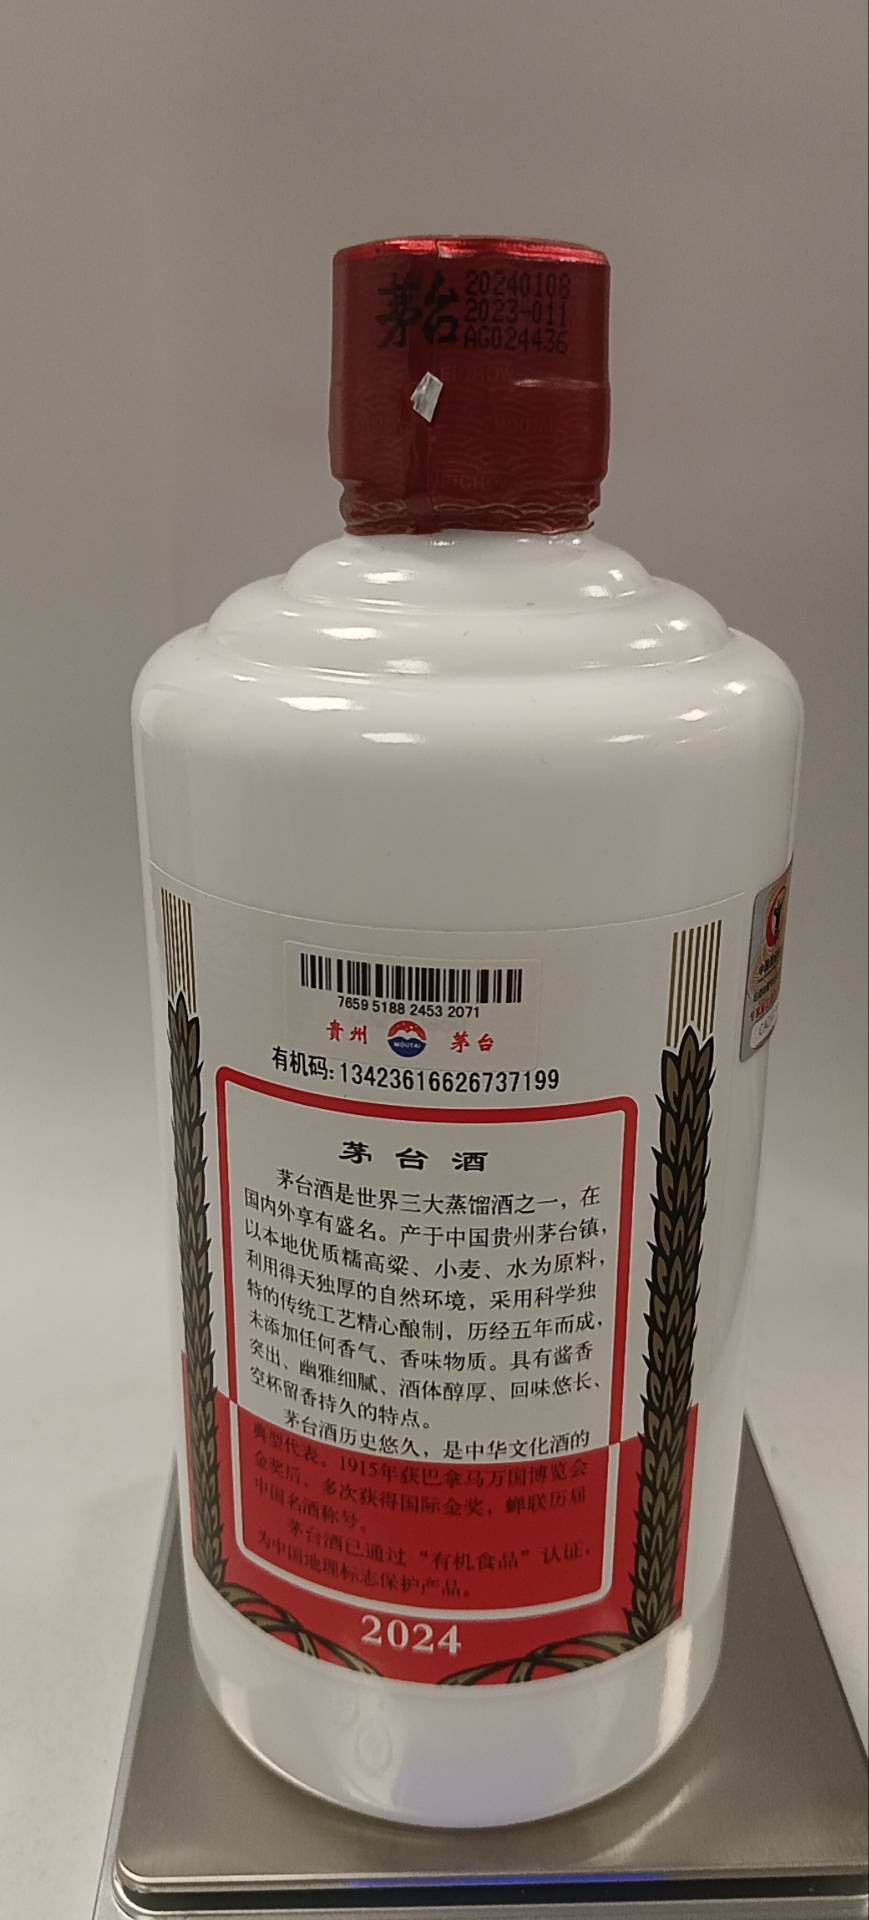 茅台
20240108
2023-011
AG024436
7659 5188 2453 2071
貴州 MOUTAI 茅台
有机码:13423616626737199
茅台酒
茅台酒是世界三大蒸馏酒之一，在
国内外享有盛名。产于中国贵州茅台镇，
以本地优质糯高粱、小麦、水为原料，
利用得天独厚的自然环境，采用科学独
特的传统工艺精心酿制，历经五年而成，
未添加任何香气、香味物质。具有酱香
突出、幽雅细腻、酒体醇厚、回味悠长、
空杯留香持久的特点。
茅台酒历史悠久，是中华文化酒的
典型代表。1915年获巴拿马万国博览会
金奖后，多次获得国际金奖，蝉联历届
中国名酒称号。
茅台酒已通过“有机食品”认证，
为中国地理标志保护产品。
2024